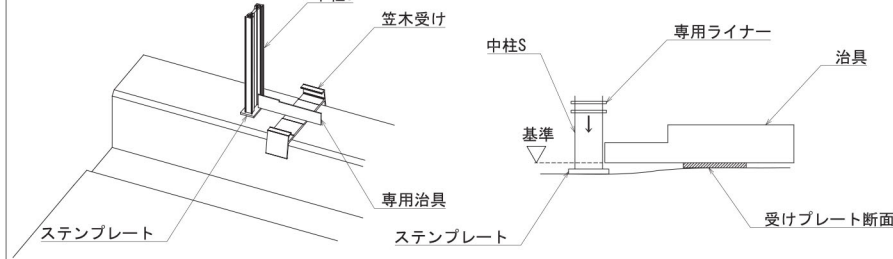 笠木受け
専用治具
ステンプレート
中柱S
専用ライナー
治具
基準
ステンプレート
受けプレート断面